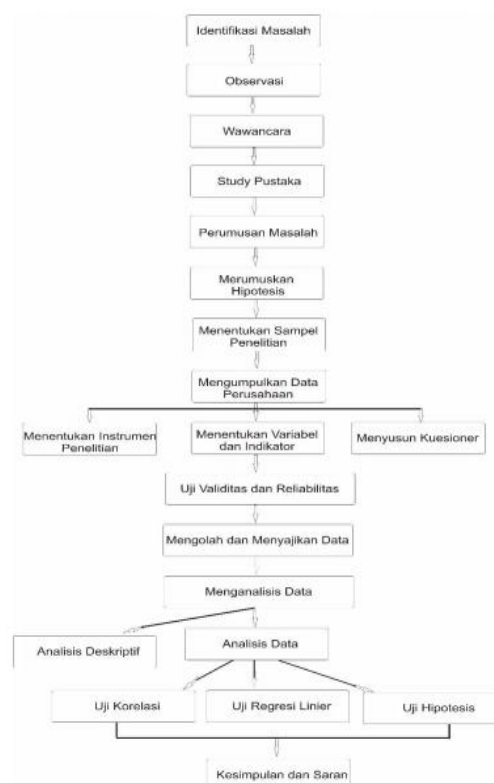 Identifikasi Masalah
Observasi
Wawancara
Study Pustaka
Perumusan Masalah
Merumuskan
Hipotesis
Menentukan Sampel
Penelitian
Mengumpulkan Data
Perusahaan
Menentukan Instrumen
Penelitian
Menentukan Variabel
dan Indikator
Menyusun Kuesioner
Uji Validitas dan Reliabilitas
Mengolah dan Menyajikan Data
Menganalisis Data
Analisis Deskriptif
Analisis Data
Uji Korelasi
Uji Regresi Linier
Uji Hipotesis
Kesimpulan dan Saran